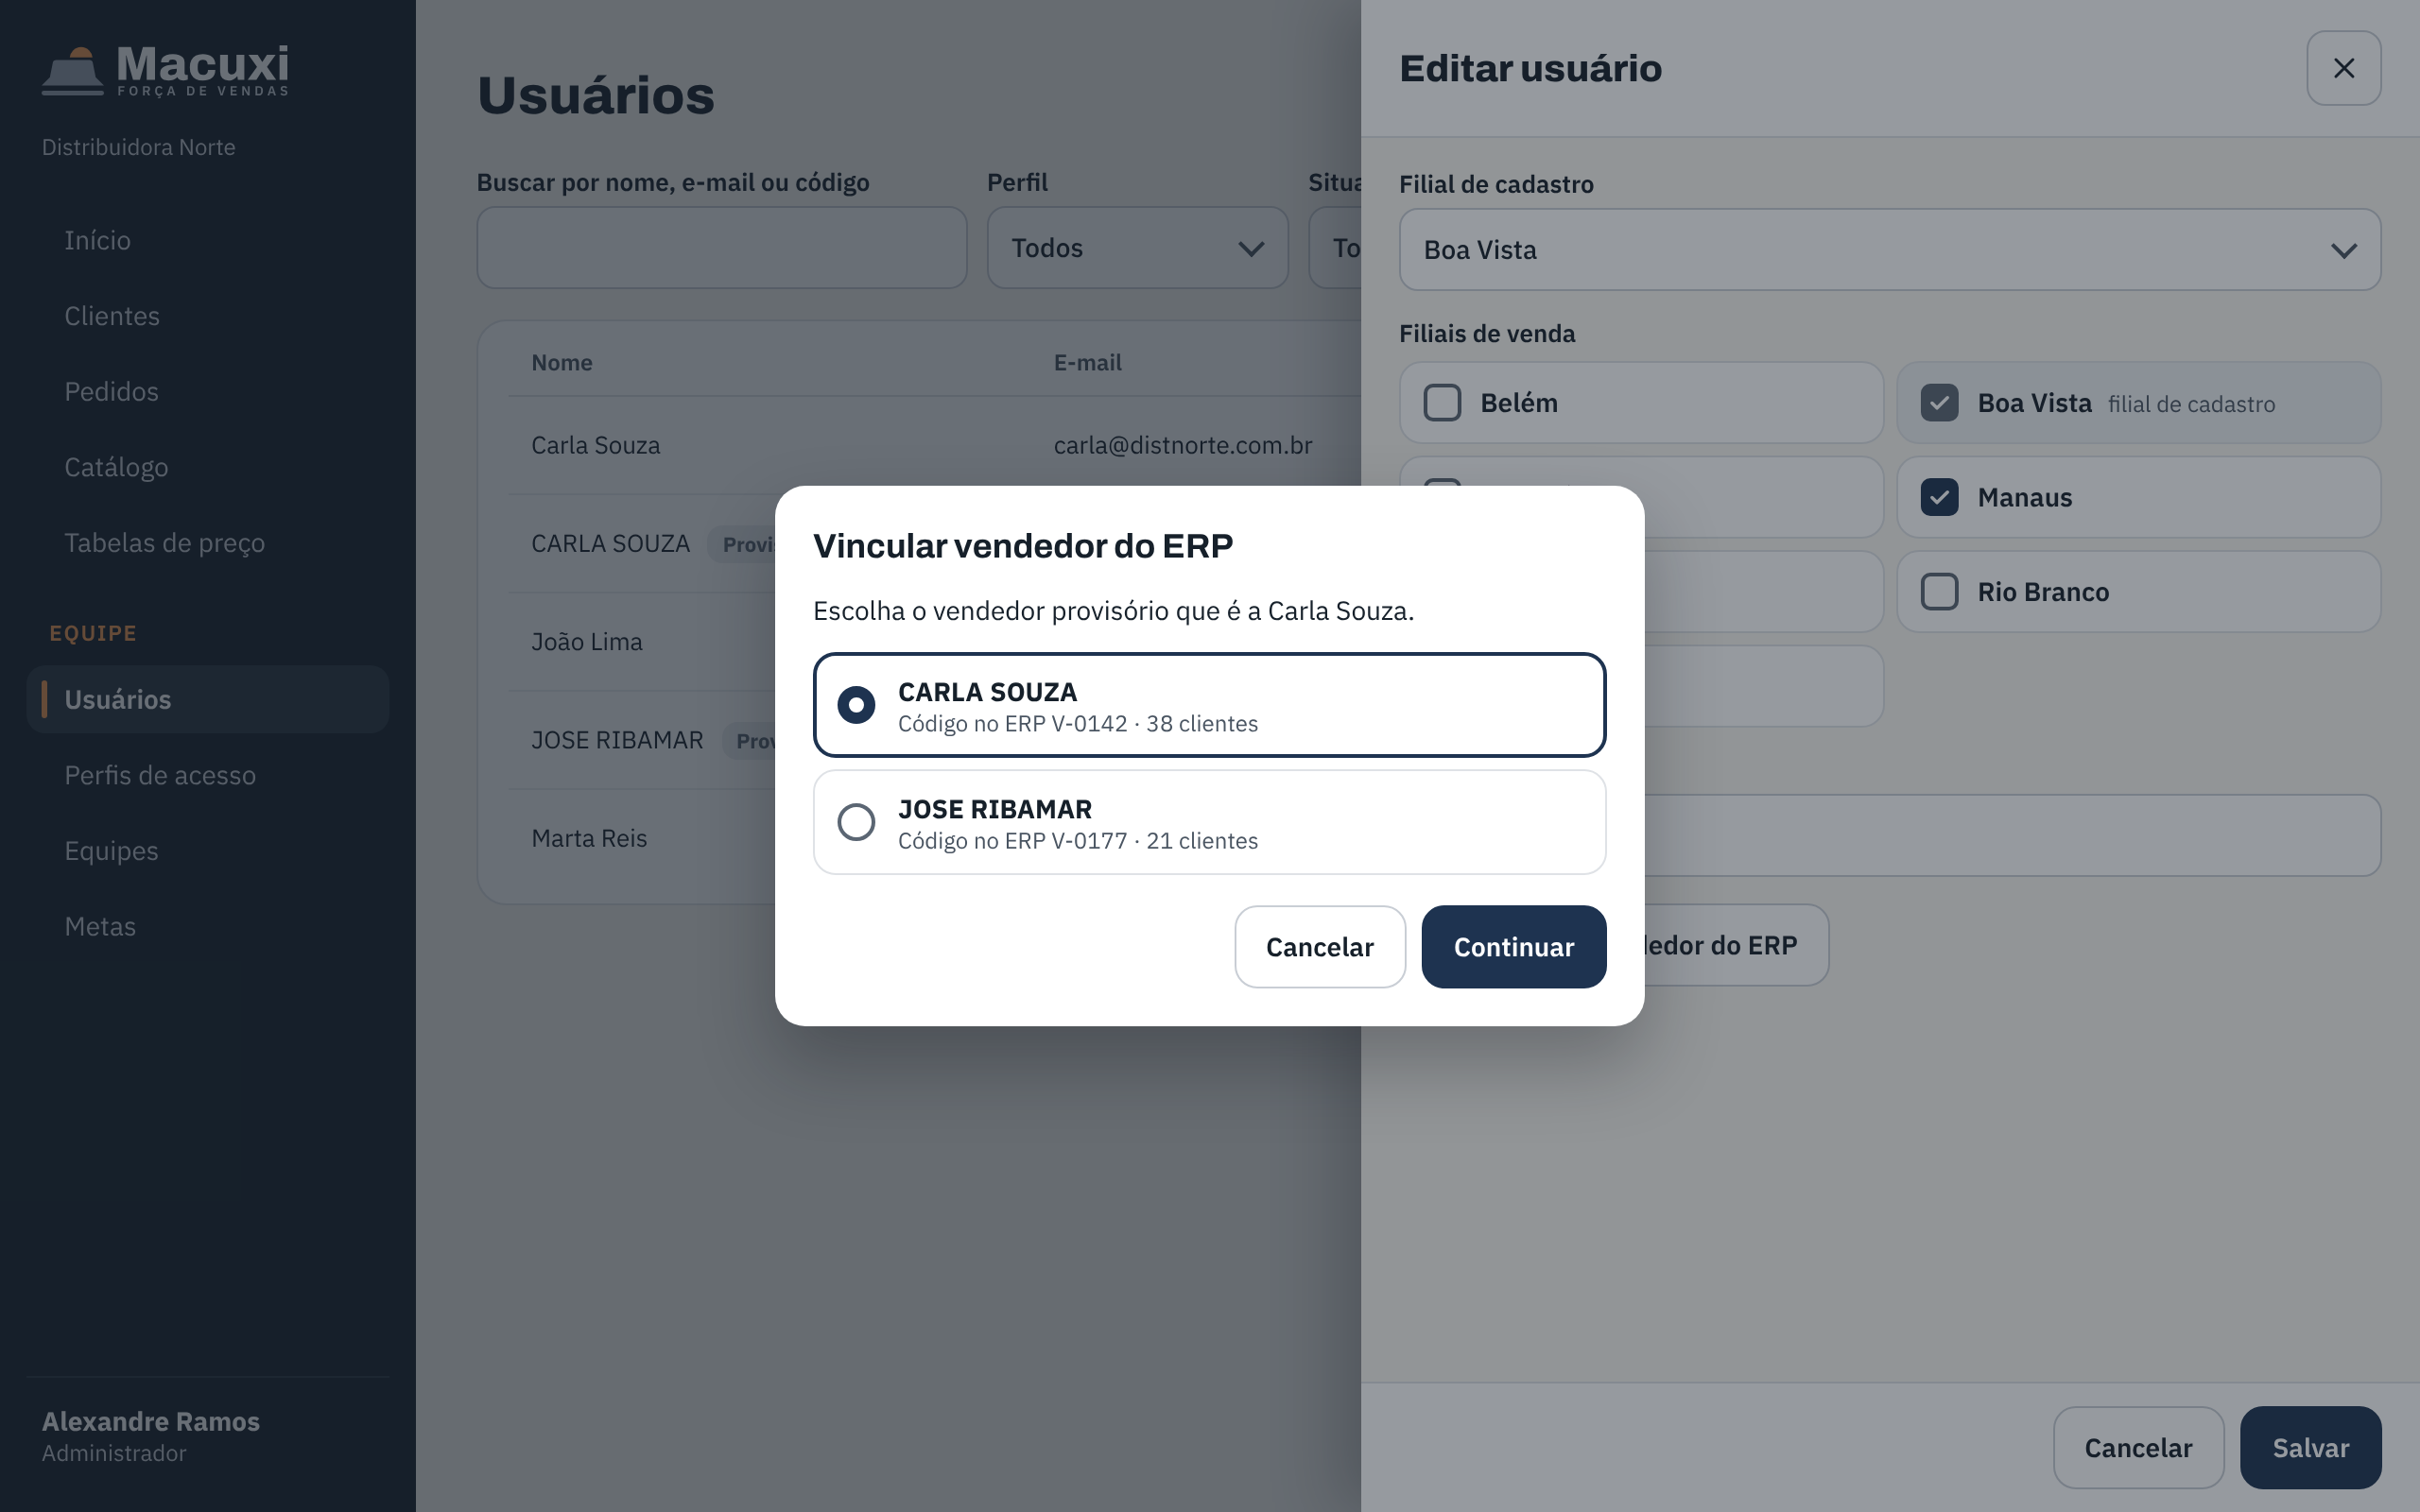 Macuxi
FORÇA DE VENDAS
Distribuidora Norte
Início
Clientes
Pedidos
Catálogo
Tabelas de preço
EQUIPE
Usuários
Perfis de acesso
Equipes
Metas
Alexandre Ramos
Administrador
Usuários
Buscar por nome, e-mail ou código
Perfil
Todos
Nome
E-mail
Carla Souza
carla@distnorte.com.br
CARLA SOUZA
João Lima
JOSE RIBAMAR
Marta Reis
Editar usuário
Filial de cadastro
Boa Vista
Filiais de venda
Belém
Boa Vista filial de cadastro
Manaus
Rio Branco
do ERP
Cancelar
Salvar
Vincular vendedor do ERP
Escolha o vendedor provisório que é a Carla Souza.
CARLA SOUZA
Código no ERP V-0142 · 38 clientes
JOSE RIBAMAR
Código no ERP V-0177 · 21 clientes
Cancelar
Continuar